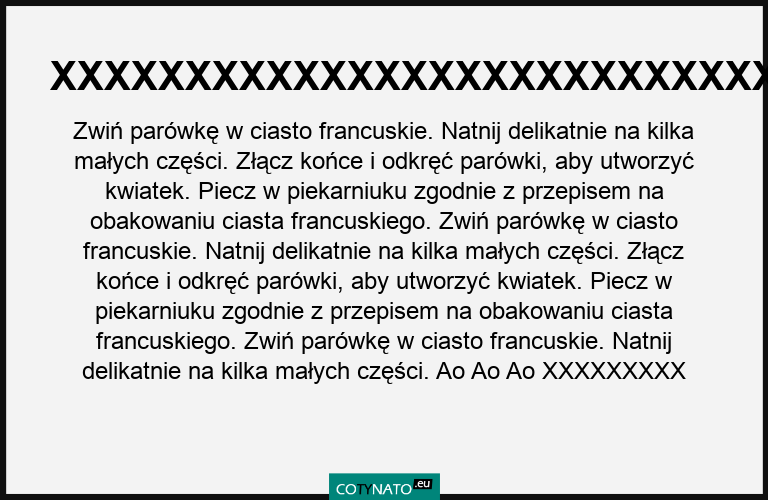 XXXXXXXXXXXXXXXXXXXXXXXXXXX
Zwiń parówkę w ciasto francuskie. Natnij delikatnie na kilka
małych części. Złącz końce i odkręć parówki, aby utworzyć
kwiatek. Piecz w piekarniuku zgodnie z przepisem na
obakowaniu ciasta francuskiego. Zwiń parówkę w ciasto
francuskie. Natnij delikatnie na kilka małych części. Złącz
końce i odkręć parówki, aby utworzyć kwiatek. Piecz w
piekarniuku zgodnie z przepisem na obakowaniu ciasta
francuskiego. Zwiń parówkę w ciasto francuskie. Natnij
delikatnie na kilka małych części. Ao Ao Ao XXXXXXXXX
COTYNATO.eu